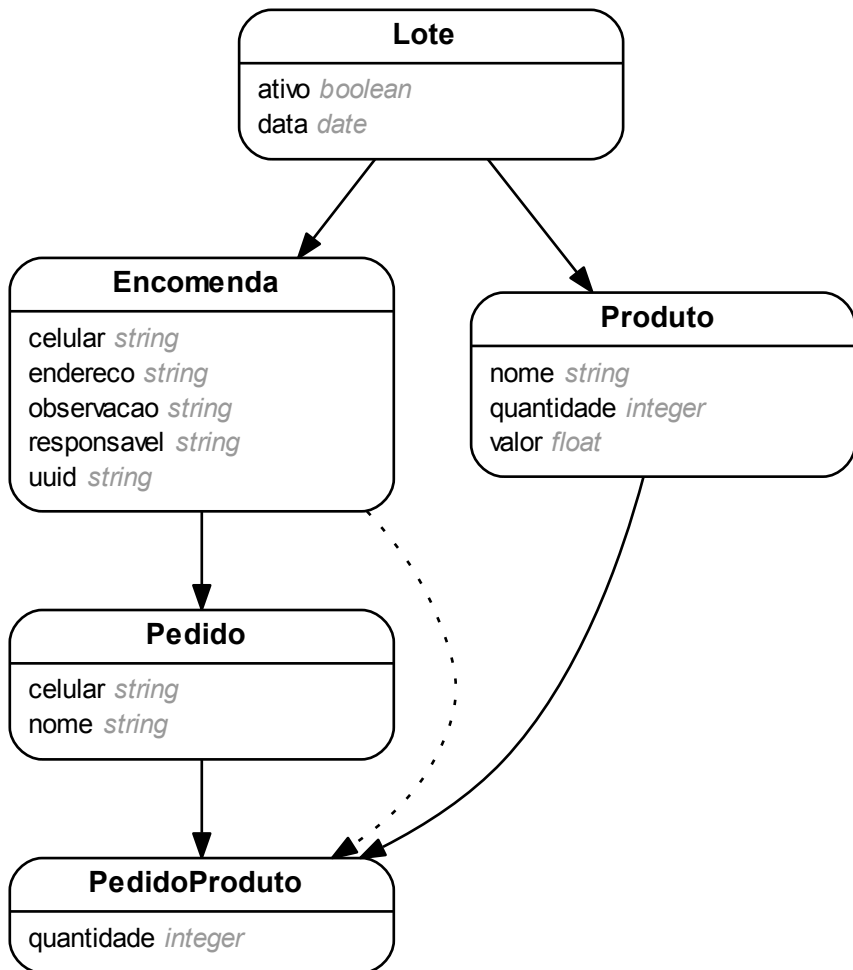 Lote
ativo boolean
data date
Encomenda
celular string
endereco string
observacao string
responsavel string
uuid string
Produto
nome string
quantidade integer
valor float
Pedido
celular string
nome string
PedidoProduto
quantidade integer